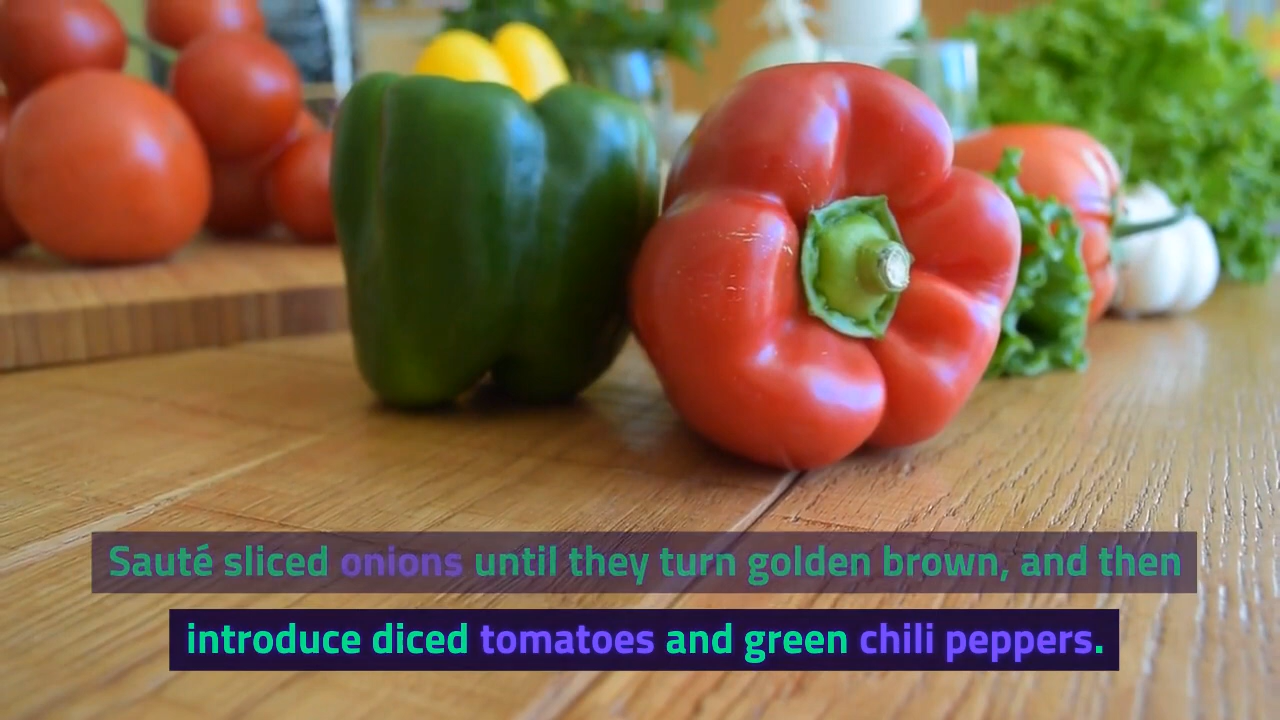 Sauté sliced onions until they turn golden brown, and then
introduce diced tomatoes and green chili peppers.